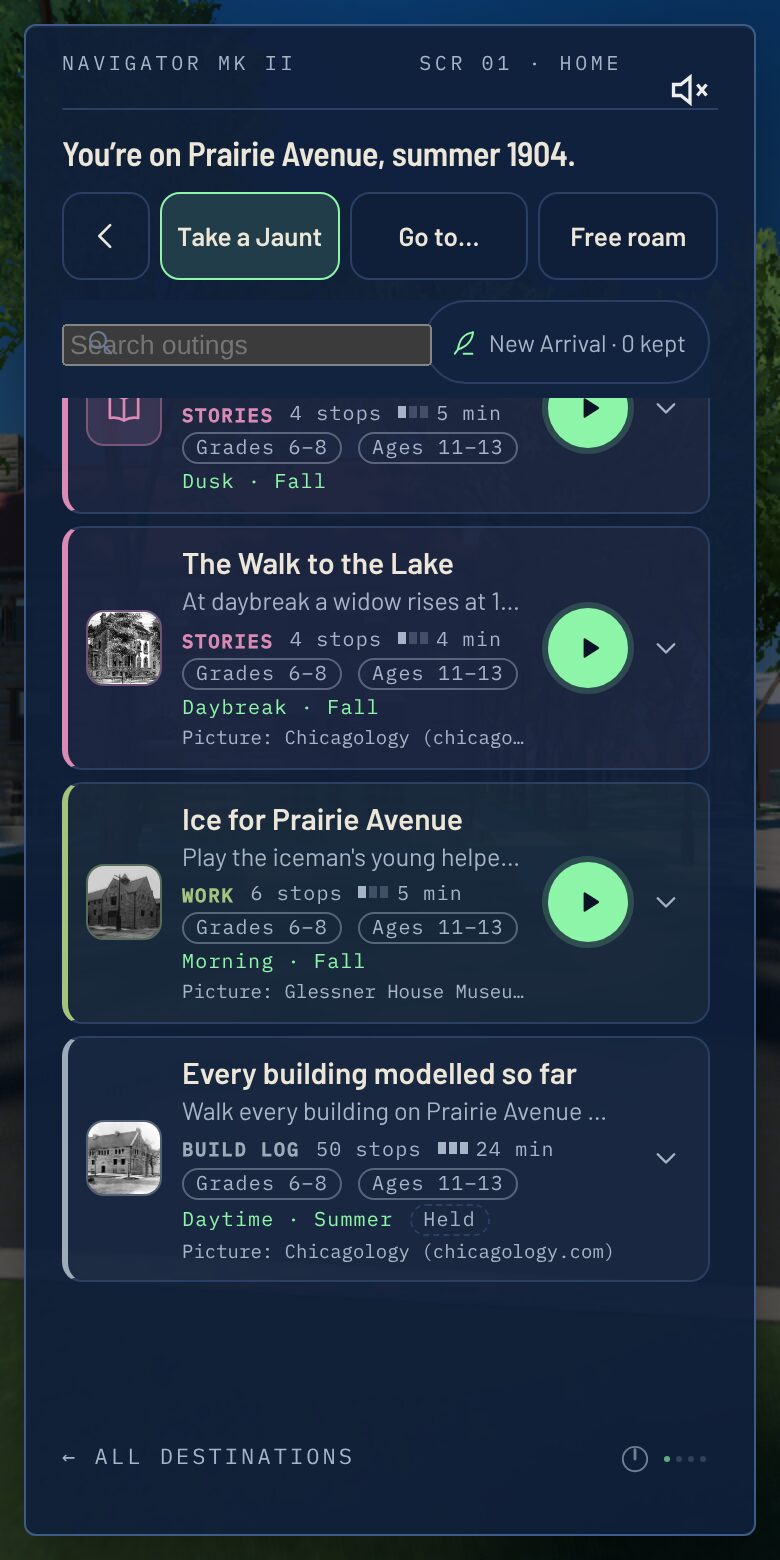 NAVIGATOR MK II
SCR 01 · HOME
You’re on Prairie Avenue, summer 1904.
Take a Jaunt
Go to…
Free roam
Search outings
New Arrival · 0 kept
STORIES 4 stops 5 min
Grades 6–8 Ages 11–13
Dusk · Fall
The Walk to the Lake
At daybreak a widow rises at 1…
STORIES 4 stops 4 min
Grades 6–8 Ages 11–13
Daybreak · Fall
Picture: Chicagology (chicago…
Ice for Prairie Avenue
Play the iceman's young helpe…
WORK 6 stops 5 min
Grades 6–8 Ages 11–13
Morning · Fall
Picture: Glessner House Museu…
Every building modelled so far
Walk every building on Prairie Avenue …
BUILD LOG 50 stops 24 min
Grades 6–8 Ages 11–13
Daytime · Summer Held
Picture: Chicagology (chicagology.com)
← ALL DESTINATIONS